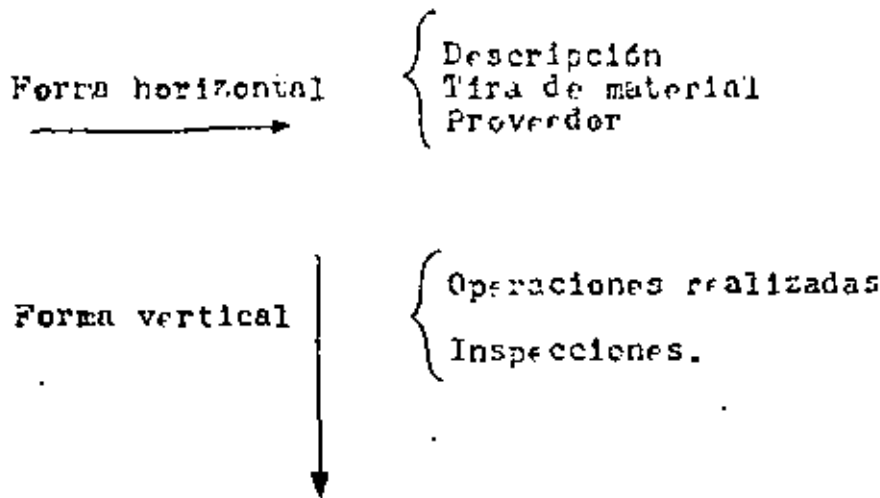 Forma horizontal
Descripción
Tira de material
Proveedor
Forma vertical
Operaciones realizadas
Inspecciones.